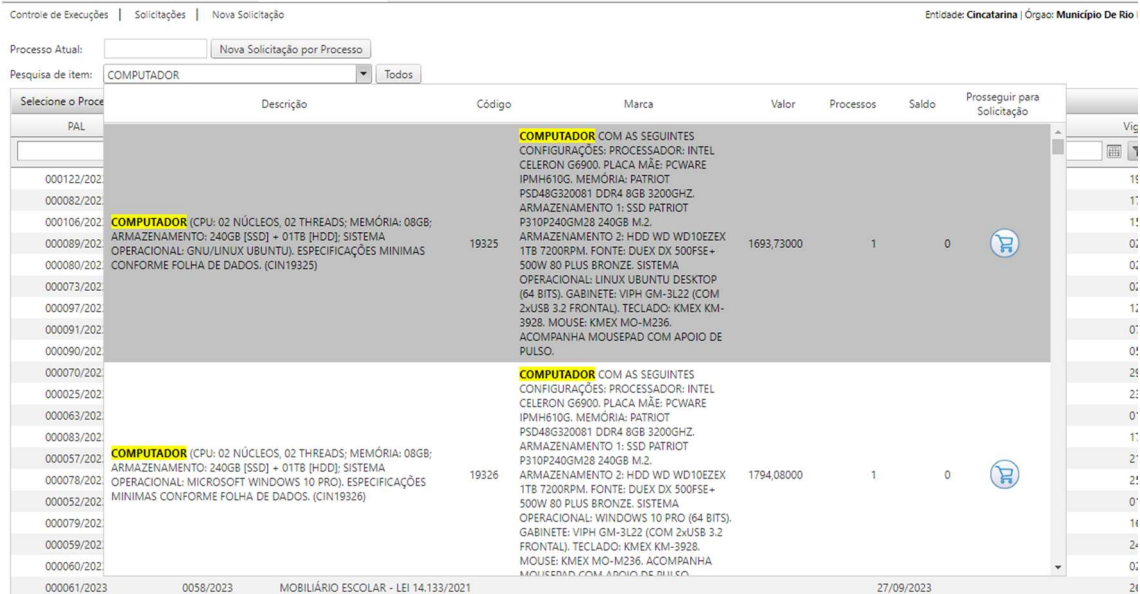 Controle de Execuções | Solicitações | Nova Solicitação
Entidade: Cincatarina | Órgao: Município De Rio
Processo Atual: Nova Solicitação por Processo
Pesquisa de item: COMPUTADOR Todos
Selecione o Proce
Descrição Código Marca Valor Processos Saldo Prosseguir para
Solicitação
PAL Vig
000122/202
000082/202
000106/202
000089/202
000080/202
000073/202
000097/202
000091/202
000090/202
000070/202
000025/202
000063/202
000083/202
000057/202
000078/202
000052/202
000079/202
000059/202
000060/202
COMPUTADOR (CPU: 02 NÚCLEOS, 02 THREADS; MEMÓRIA: 08GB;
ARMAZENAMENTO: 240GB [SSD] + 01TB [HDD]; SISTEMA
OPERACIONAL: GNU/LINUX UBUNTU). ESPECIFICAÇÕES MINIMAS
CONFORME FOLHA DE DADOS. (CIN19325)
19325
COMPUTADOR COM AS SEGUINTES
CONFIGURAÇÕES: PROCESSADOR: INTEL
CELERON G6900. PLACA MÃE: PCWARE
IPMH610G. MEMÓRIA: PATRIOT
PSD48G320081 DDR4 8GB 3200GHZ.
ARMAZENAMENTO 1: SSD PATRIOT
P310P240GM28 240GB M.2.
ARMAZENAMENTO 2: HDD WD WD10EZEX
1TB 7200RPM. FONTE: DUEX DX 500FSE+
500W 80 PLUS BRONZE. SISTEMA
OPERACIONAL: LINUX UBUNTU DESKTOP
(64 BITS). GABINETE: VIPH GM-3L22 (COM
2xUSB 3.2 FRONTAL). TECLADO: KMEX KM-
3928. MOUSE: KMEX MO-M236.
ACOMPANHA MOUSEPAD COM APOIO DE
PULSO.
1693,73000 1 0
COMPUTADOR (CPU: 02 NÚCLEOS, 02 THREADS; MEMÓRIA: 08GB;
ARMAZENAMENTO: 240GB [SSD] + 01TB [HDD]; SISTEMA
OPERACIONAL: MICROSOFT WINDOWS 10 PRO). ESPECIFICAÇÕES
MINIMAS CONFORME FOLHA DE DADOS. (CIN19326)
19326
COMPUTADOR COM AS SEGUINTES
CONFIGURAÇÕES: PROCESSADOR: INTEL
CELERON G6900. PLACA MÃE: PCWARE
IPMH610G. MEMÓRIA: PATRIOT
PSD48G320081 DDR4 8GB 3200GHZ.
ARMAZENAMENTO 1: SSD PATRIOT
P310P240GM28 240GB M.2.
ARMAZENAMENTO 2: HDD WD WD10EZEX
1TB 7200RPM. FONTE: DUEX DX 500FSE+
500W 80 PLUS BRONZE. SISTEMA
OPERACIONAL: WINDOWS 10 PRO (64 BITS).
GABINETE: VIPH GM-3L22 (COM 2xUSB 3.2
FRONTAL). TECLADO: KMEX KM-3928.
MOUSE: KMEX MO-M236. ACOMPANHA
MOUSEPAD COM APOIO DE PULSO
1794,08000 1 0
000061/2023 0058/2023 MOBILIÁRIO ESCOLAR - LEI 14.133/2021 27/09/2023